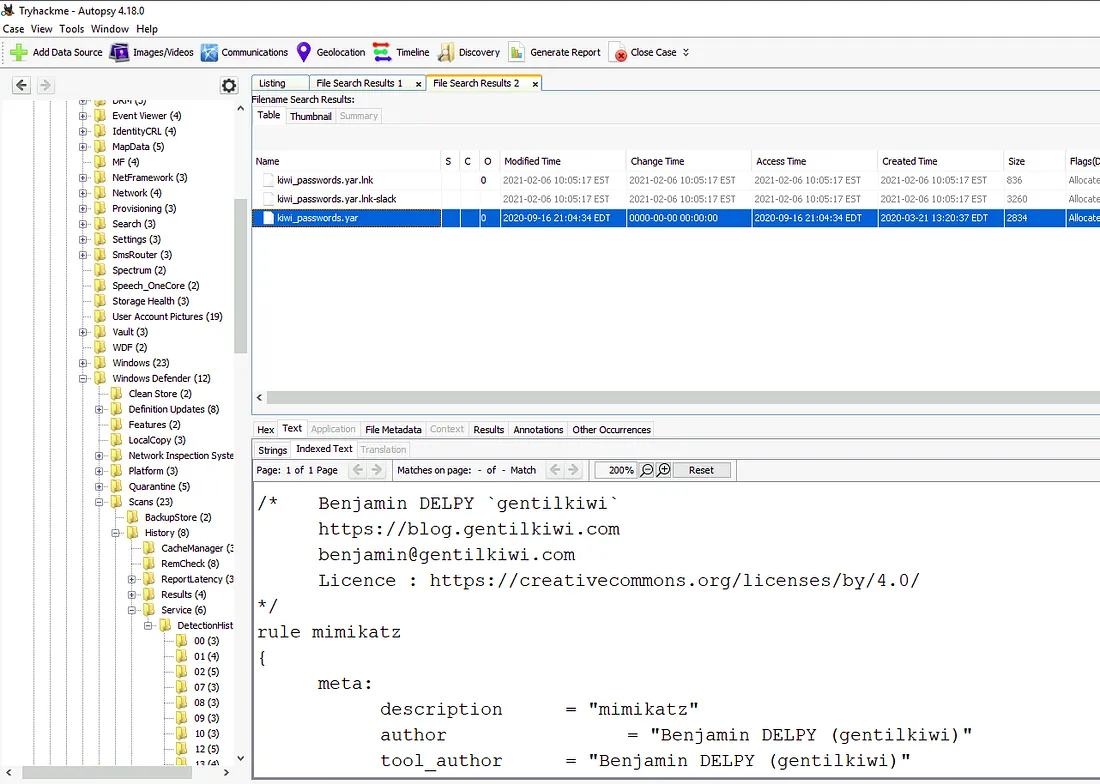 Tryhackme - Autopsy 4.18.0
Case View Tools Window Help
Add Data Source Images/Videos Communications Geolocation Timeline Discovery Generate Report Close Case
Listing File Search Results 1 x File Search Results 2 x
Filename Search Results:
Table Thumbnail Summary
Name S C O Modified Time Change Time Access Time Created Time Size Flags(D
kiwi_passwords.yar.lnk 0 2021-02-06 10:05:17 EST 2021-02-06 10:05:17 EST 2021-02-06 10:05:17 EST 2021-02-06 10:05:17 EST 836 Allocate
kiwi_passwords.yar.lnk-slack 2021-02-06 10:05:17 EST 2021-02-06 10:05:17 EST 2021-02-06 10:05:17 EST 2021-02-06 10:05:17 EST 3260 Allocate
kiwi_passwords.yar 0 2020-09-16 21:04:34 EDT 0000-00-00 00:00:00 2020-09-16 21:04:34 EDT 2020-03-21 13:20:37 EDT 2834 Allocate
DRM (3)
Event Viewer (4)
IdentityCRL (4)
MapData (5)
MF (4)
NetFramework (3)
Network (4)
Provisioning (3)
Search (3)
Settings (3)
SmsRouter (3)
Spectrum (2)
Speech_OneCore (2)
Storage Health (3)
User Account Pictures (19)
Vault (3)
WDF (2)
Windows (23)
Windows Defender (12)
Clean Store (2)
Definition Updates (8)
Features (2)
LocalCopy (3)
Network Inspection Syste
Platform (3)
Quarantine (5)
Scans (23)
BackupStore (2)
History (8)
CacheManager (3
RemCheck (8)
ReportLatency (3
Results (4)
Service (6)
DetectionHist
00 (3)
01 (4)
02 (5)
07 (3)
08 (3)
09 (3)
10 (3)
12 (5)
13 (4)
Hex Text Application File Metadata Context Results Annotations Other Occurrences
Strings Indexed Text Translation
Page: 1 of 1 Page Matches on page: - of - Match 200% Reset
/* Benjamin DELPY `gentilkiwi`
https://blog.gentilkiwi.com
benjamin@gentilkiwi.com
Licence : https://creativecommons.org/licenses/by/4.0/
*/
rule mimikatz
{
meta:
description = "mimikatz"
author = "Benjamin DELPY (gentilkiwi)"
tool_author = "Benjamin DELPY (gentilkiwi)"